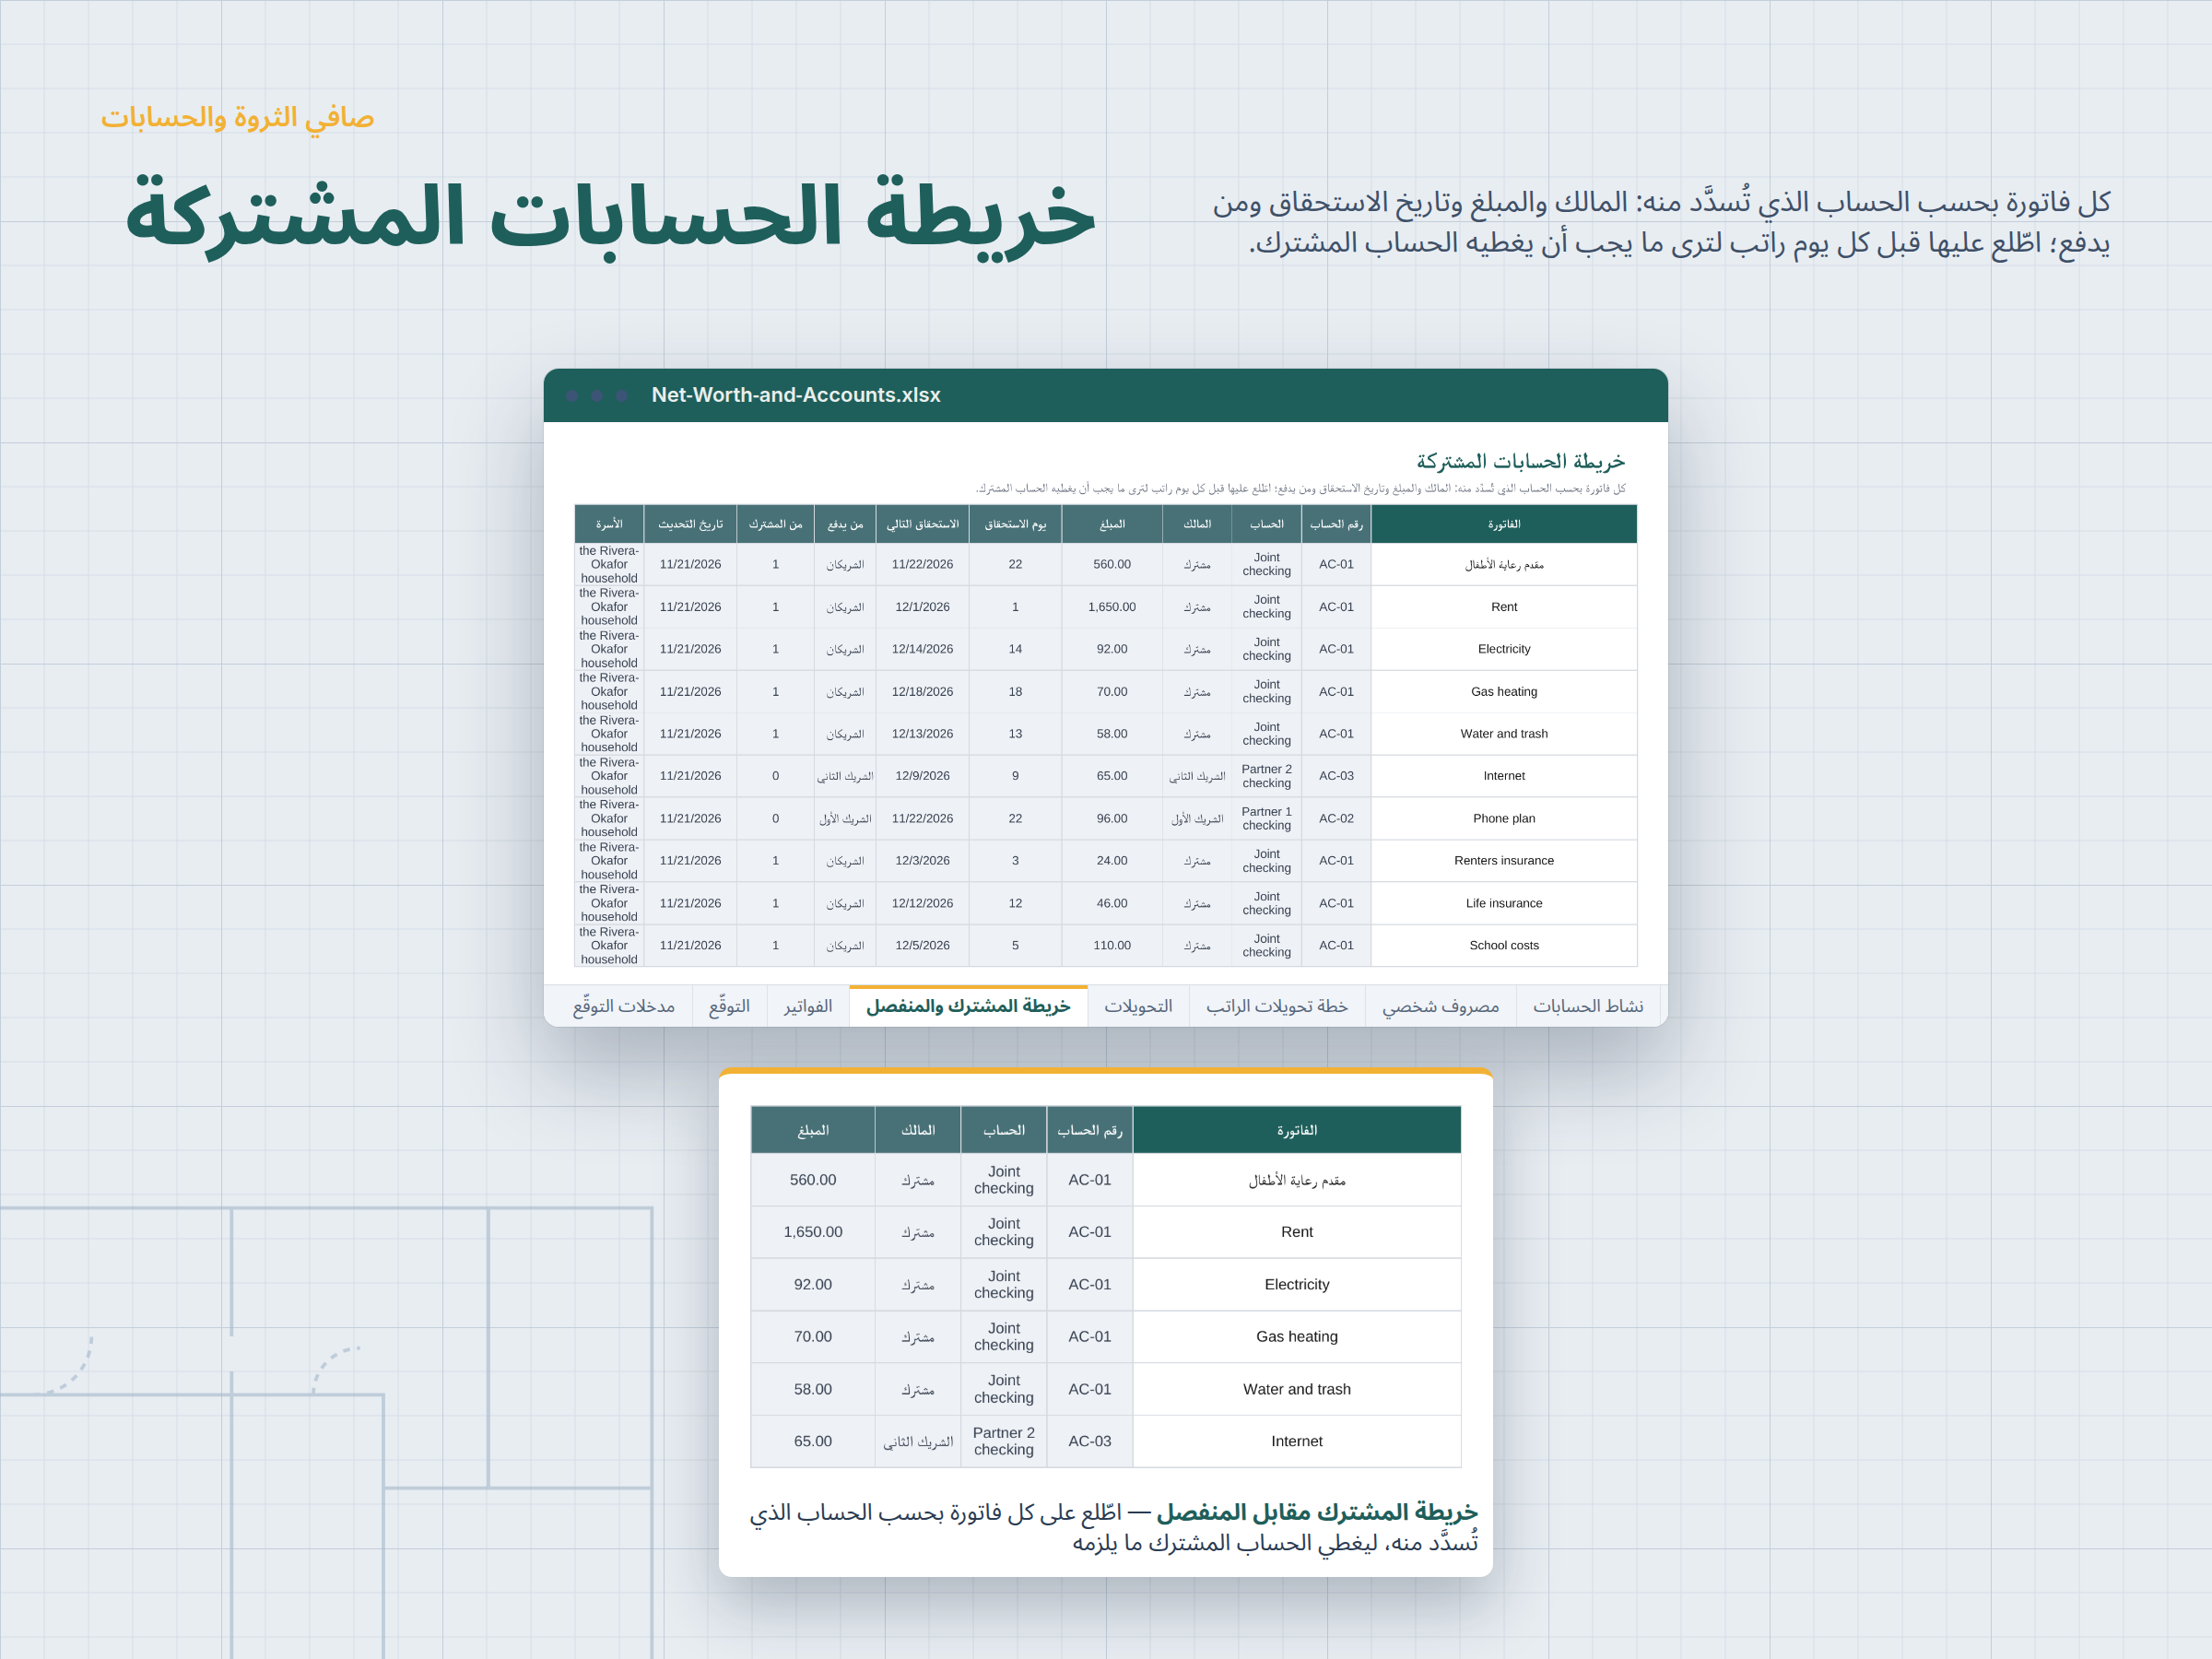 صافي الثروة والحسابات
خريطة الحسابات المشتركة
كل فاتورة بحسب الحساب الذي تُسدَّد منه: المالك والمبلغ وتاريخ الاستحقاق ومن
يدفع؛ اطّلع عليها قبل كل يوم راتب لترى ما يجب أن يغطيه الحساب المشترك.
Net-Worth-and-Accounts.xlsx
خريطة الحسابات المشتركة
كل فاتورة بحسب الحساب الذي تُسدَّد منه: المالك والمبلغ وتاريخ الاستحقاق ومن يدفع؛ اطّلع عليها قبل كل يوم راتب لترى ما يجب أن يغطيه الحساب المشترك.
الفاتورة رقم الحساب الحساب المالك المبلغ يوم الاستحقاق الاستحقاق التالي من يدفع من المشترك تاريخ التحديث الأسرة
مقدم رعاية الأطفال AC-01 Joint checking مشترك 560.00 22 11/22/2026 الشريكان 1 11/21/2026 the Rivera-Okafor household
Rent AC-01 Joint checking مشترك 1,650.00 1 12/1/2026 الشريكان 1 11/21/2026 the Rivera-Okafor household
Electricity AC-01 Joint checking مشترك 92.00 14 12/14/2026 الشريكان 1 11/21/2026 the Rivera-Okafor household
Gas heating AC-01 Joint checking مشترك 70.00 18 12/18/2026 الشريكان 1 11/21/2026 the Rivera-Okafor household
Water and trash AC-01 Joint checking مشترك 58.00 13 12/13/2026 الشريكان 1 11/21/2026 the Rivera-Okafor household
Internet AC-03 Partner 2 checking الشريك الثاني 65.00 9 12/9/2026 الشريك الثاني 0 11/21/2026 the Rivera-Okafor household
Phone plan AC-02 Partner 1 checking الشريك الأول 96.00 22 11/22/2026 الشريك الأول 0 11/21/2026 the Rivera-Okafor household
Renters insurance AC-01 Joint checking مشترك 24.00 3 12/3/2026 الشريكان 1 11/21/2026 the Rivera-Okafor household
Life insurance AC-01 Joint checking مشترك 46.00 12 12/12/2026 الشريكان 1 11/21/2026 the Rivera-Okafor household
School costs AC-01 Joint checking مشترك 110.00 5 12/5/2026 الشريكان 1 11/21/2026 the Rivera-Okafor household
نشاط الحسابات مصروف شخصي خطة تحويلات الراتب التحويلات خريطة المشترك والمنفصل الفواتير التوقّع مدخلات التوقّع
الفاتورة رقم الحساب الحساب المالك المبلغ
مقدم رعاية الأطفال AC-01 Joint checking مشترك 560.00
Rent AC-01 Joint checking مشترك 1,650.00
Electricity AC-01 Joint checking مشترك 92.00
Gas heating AC-01 Joint checking مشترك 70.00
Water and trash AC-01 Joint checking مشترك 58.00
Internet AC-03 Partner 2 checking الشريك الثاني 65.00
خريطة المشترك مقابل المنفصل — اطّلع على كل فاتورة بحسب الحساب الذي
تُسدَّد منه، ليغطي الحساب المشترك ما يلزمه